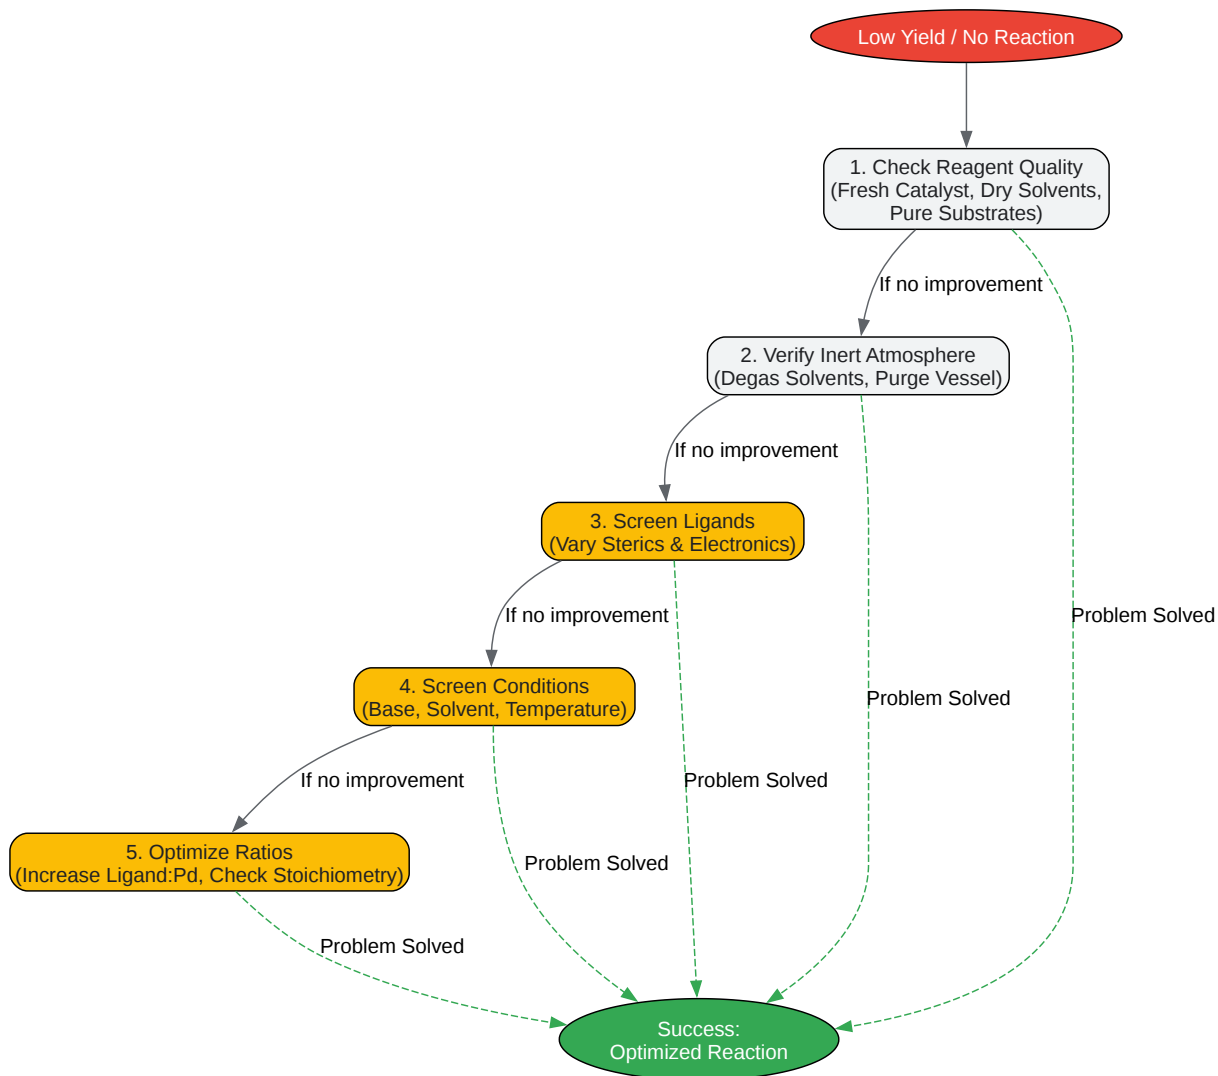 Low Yield / No Reaction
1. Check Reagent Quality
(Fresh Catalyst, Dry Solvents,
Pure Substrates)
If no improvement
2. Verify Inert Atmosphere
(Degas Solvents, Purge Vessel)
If no improvement
3. Screen Ligands
(Vary Sterics & Electronics)
If no improvement
Problem Solved
4. Screen Conditions
(Base, Solvent, Temperature)
Problem Solved
If no improvement
Problem Solved
5. Optimize Ratios
(Increase Ligand:Pd, Check Stoichiometry)
Problem Solved
Problem Solved
Success:
Optimized Reaction